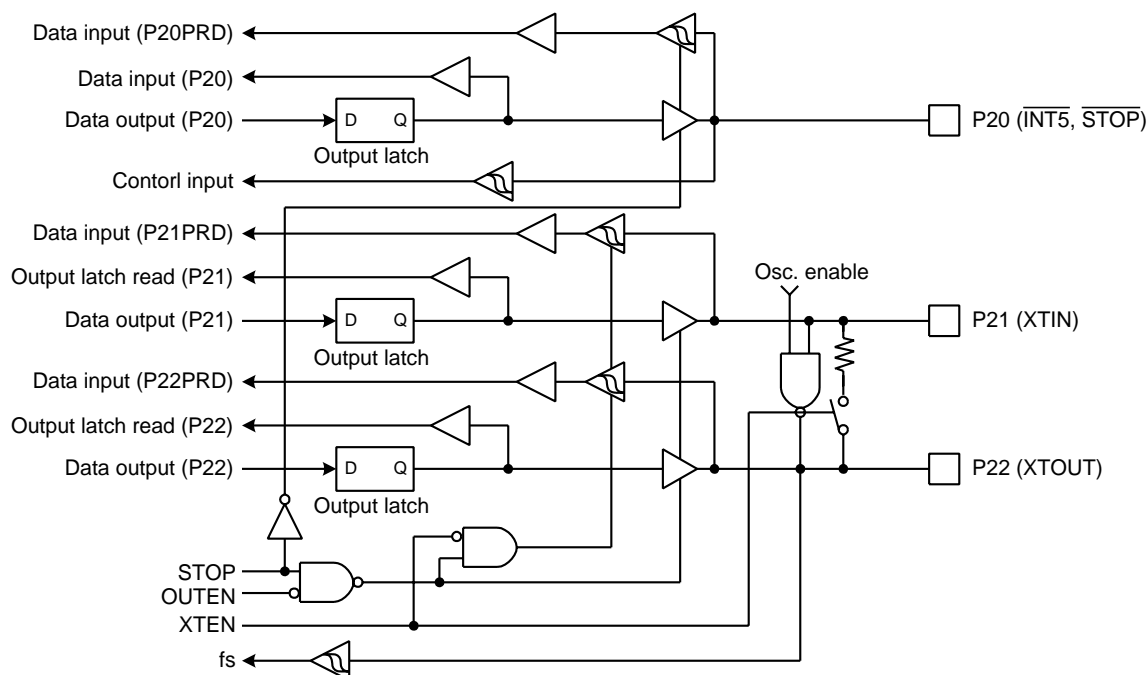 Data input (P20PRD)
Data input (P20)
Data output (P20)
D Q
Output latch
P20 (INT5, STOP)
Contorl input
Data input (P21PRD)
Output latch read (P21)
Osc. enable
Data output (P21)
D Q
Output latch
P21 (XTIN)
Data input (P22PRD)
Output latch read (P22)
Data output (P22)
D Q
Output latch
P22 (XTOUT)
STOP
OUTEN
XTEN
fs